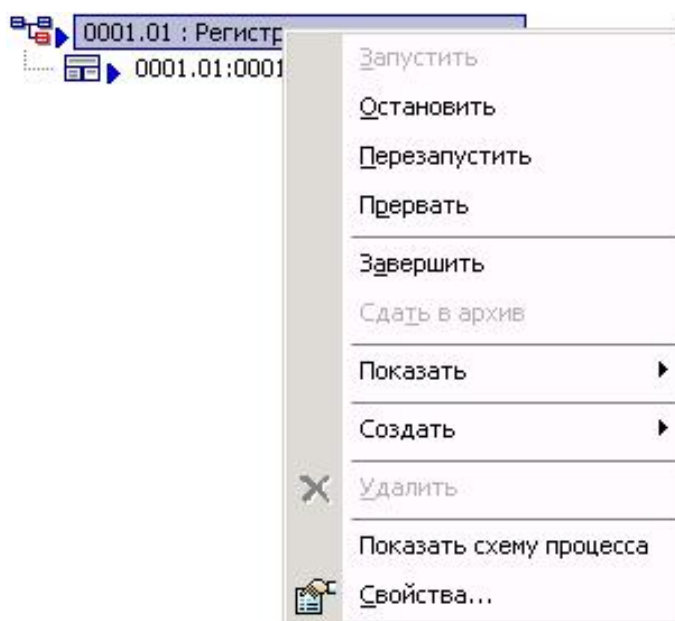 0001.01 : Регистр
0001.01:0001
Запустить
Остановить
Перезапустить
Прервать
Завершить
Сдать в архив
Показать
Создать
Удалить
Показать схему процесса
Свойства...